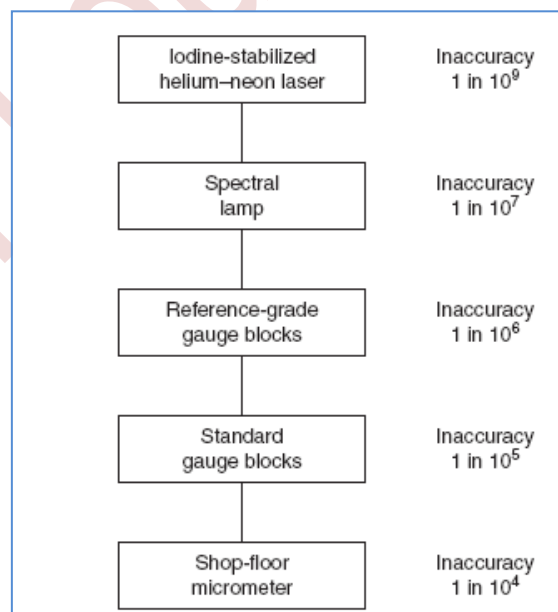 Iodine-stabilized
helium–neon laser
Inaccuracy
1 in 10⁹
Spectral
lamp
Inaccuracy
1 in 10⁷
Reference-grade
gauge blocks
Inaccuracy
1 in 10⁶
Standard
gauge blocks
Inaccuracy
1 in 10⁵
Shop-floor
micrometer
Inaccuracy
1 in 10⁴